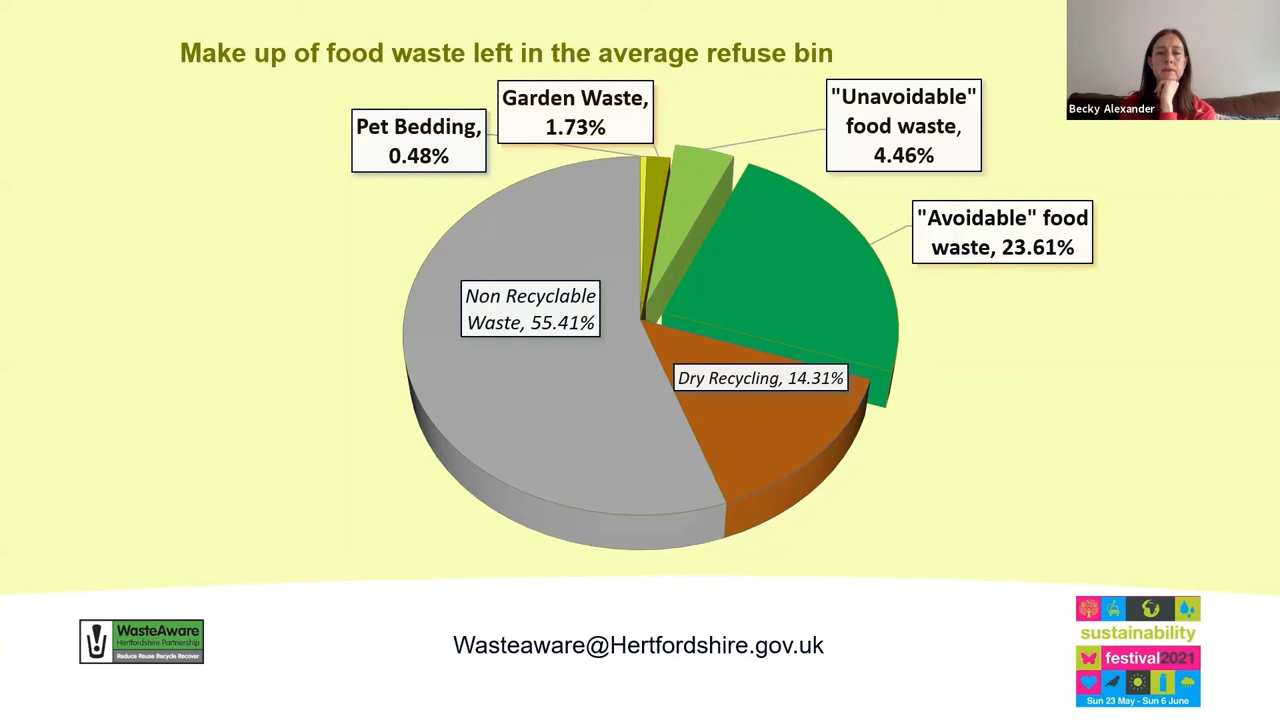 Make up of food waste left in the average refuse bin
Becky Alexander
Pet Bedding,
0.48%
Garden Waste,
1.73%
"Unavoidable"
food waste,
4.46%
"Avoidable" food
waste, 23.61%
Non Recyclable
Waste, 55.41%
Dry Recycling, 14.31%
WasteAware
Hertfordshire Partnership
Reduce Reuse Recycle Recover
Wasteaware@Hertfordshire.gov.uk
sustainability
festival2021
Sun 23 May - Sun 6 June